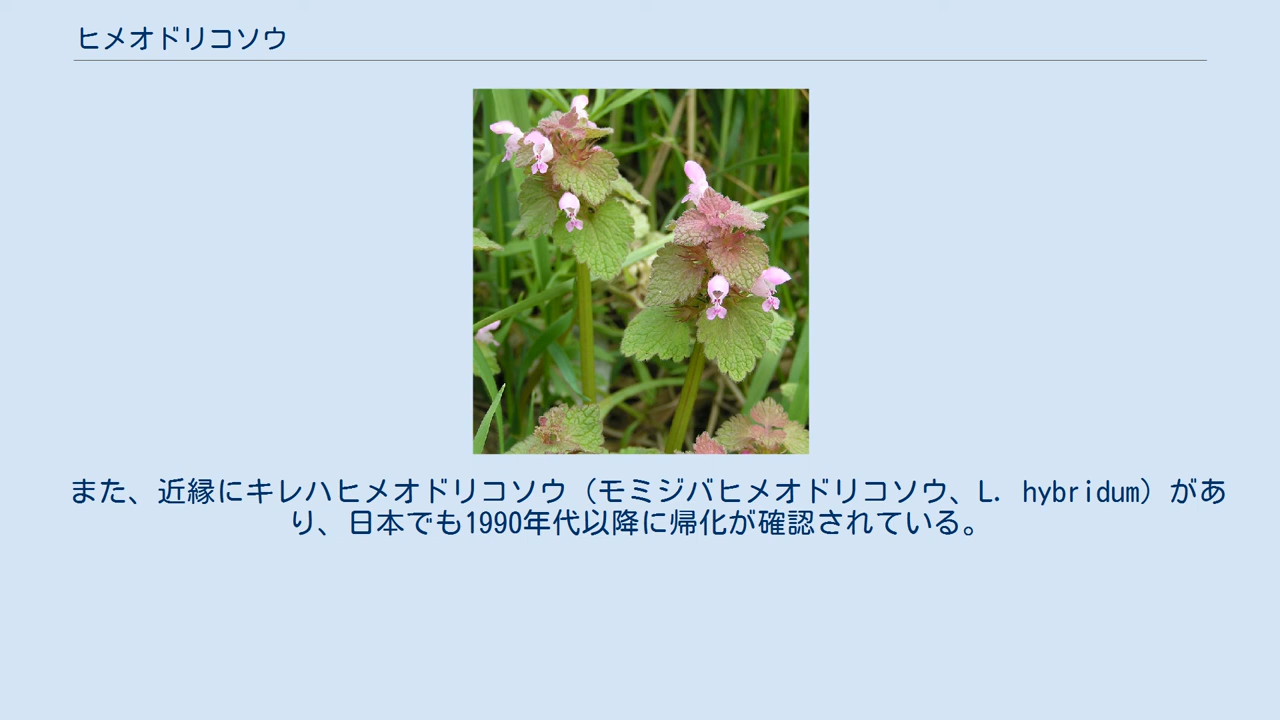 ヒメオドリコソウ
また、近縁にキレハヒメオドリコソウ（モミジバヒメオドリコソウ、L. hybridum）があ
り、日本でも1990年代以降に帰化が確認されている。